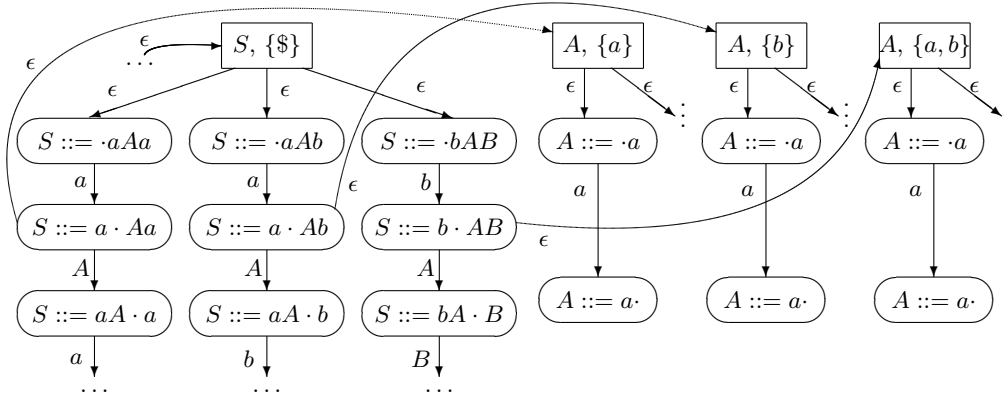 S, {$} A, {a} A, {b} A, {a, b}
ϵ
...
ϵ
ϵ ϵ ϵ ϵ ϵ ϵ ϵ ϵ ϵ
⋮ ⋮
S ::= ·aAa S ::= ·aAb S ::= ·bAB A ::= ·a A ::= ·a A ::= ·a
a a ϵ b a a a
S ::= a · Aa S ::= a · Ab S ::= b · AB
ϵ
A A A
S ::= aA · a S ::= aA · b S ::= bA · B A ::= a· A ::= a· A ::= a·
a b B
... ... ...